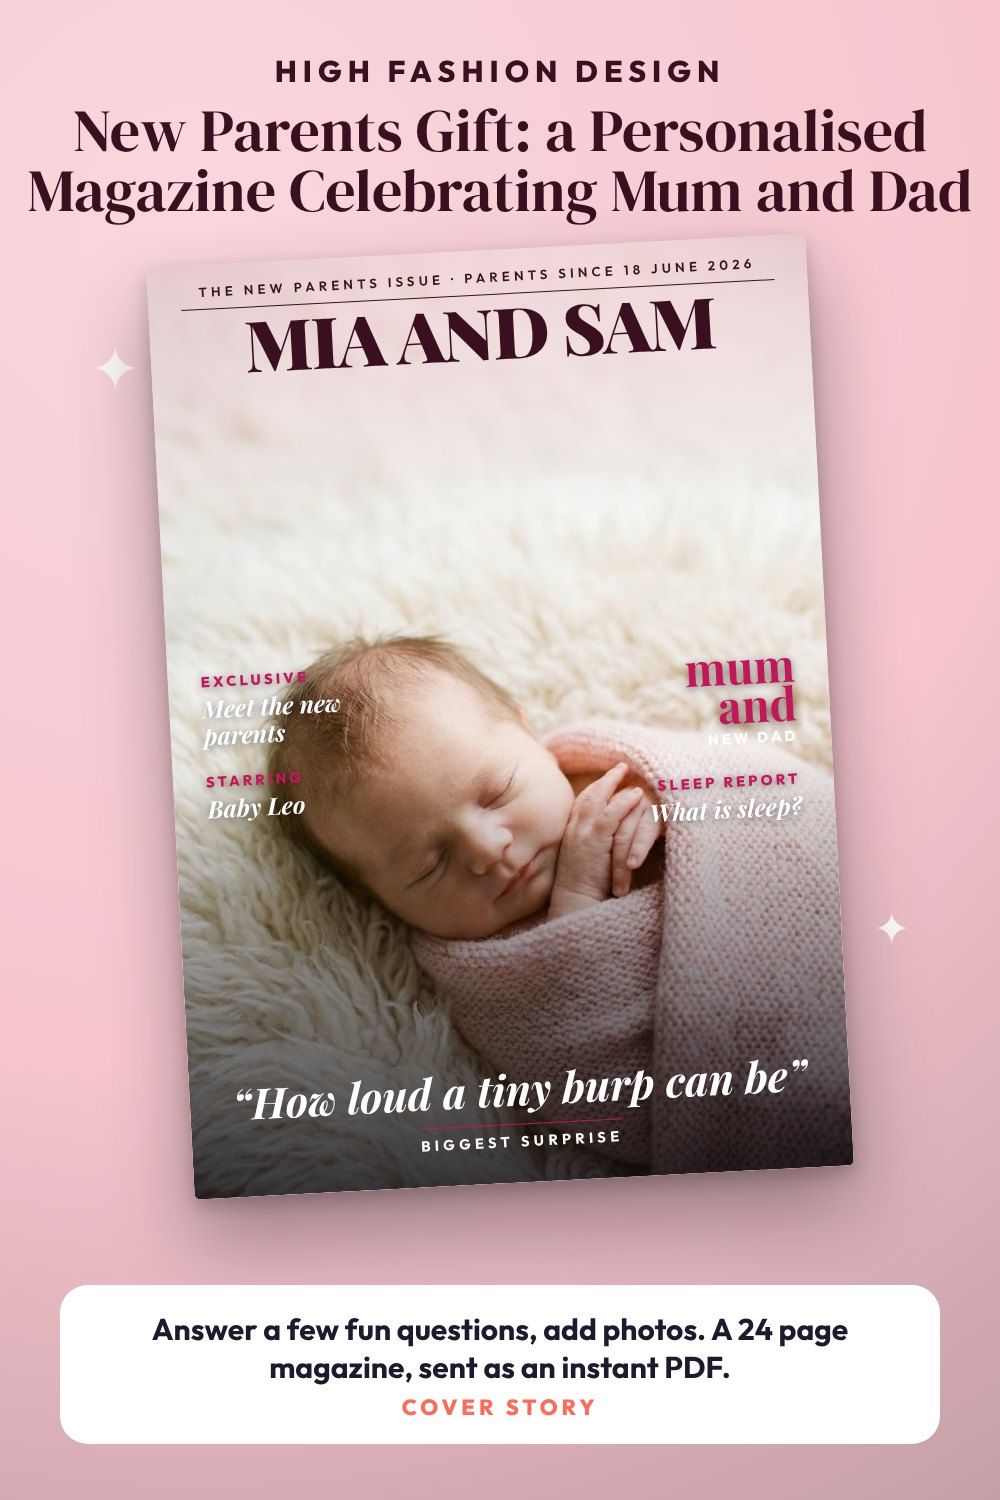 HIGH FASHION DESIGN
New Parents Gift: a Personalised
Magazine Celebrating Mum and Dad
THE NEW PARENTS ISSUE · PARENTS SINCE 18 JUNE 2026
MIA AND SAM
EXCLUSIVE
Meet the new
parents
STARRING
Baby Leo
mum
and
NEW DAD
SLEEP REPORT
What is sleep?
“How loud a tiny burp can be”
BIGGEST SURPRISE
Answer a few fun questions, add photos. A 24 page
magazine, sent as an instant PDF.
COVER STORY